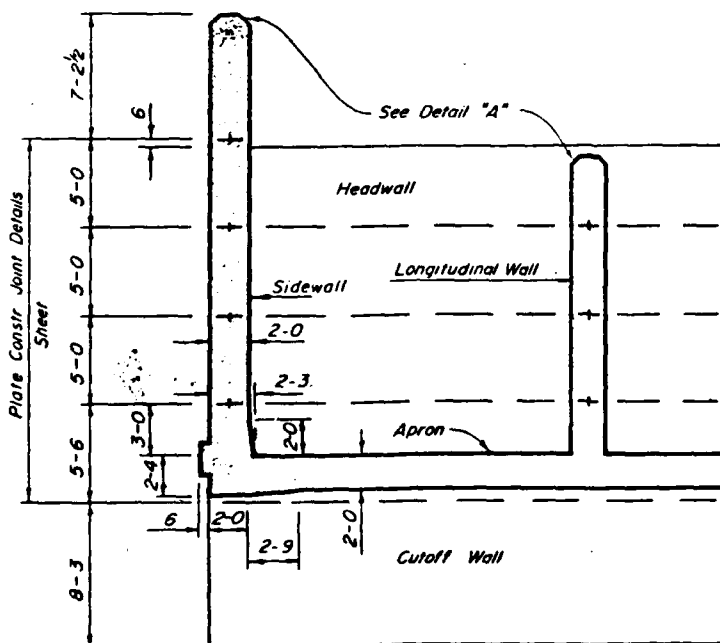 7-2½
6
See Detail "A"
5-0
Headwall
Plate Constr Joint Details
Sheet
5-0
Longitudinal Wall
Sidewall
5-0
2-0
2-3
3-0
2-0
Apron
5-6
2-4
6
2-0
2-9
2-0
Cutoff Wall
8-3